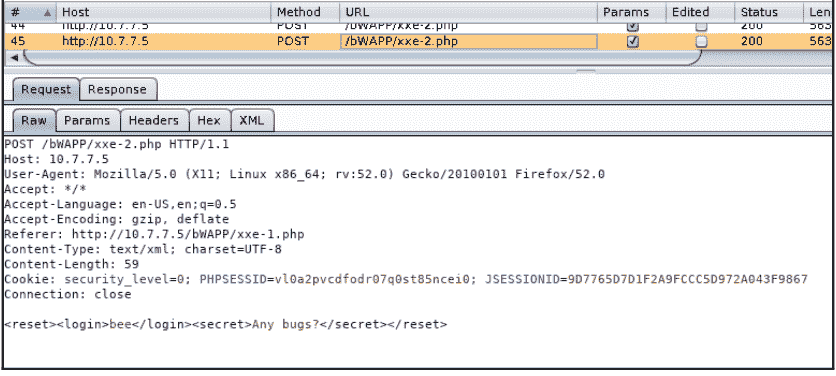 # Host Method URL Params Edited Status Len
44 http://10.7.7.5 POST /bWAPP/xxe-2.php 200 563
45 http://10.7.7.5 POST /bWAPP/xxe-2.php 200 563
Request Response
Raw Params Headers Hex XML
POST /bWAPP/xxe-2.php HTTP/1.1
Host: 10.7.7.5
User-Agent: Mozilla/5.0 (X11; Linux x86_64; rv:52.0) Gecko/20100101 Firefox/52.0
Accept: */*
Accept-Language: en-US,en;q=0.5
Accept-Encoding: gzip, deflate
Referer: http://10.7.7.5/bWAPP/xxe-1.php
Content-Type: text/xml; charset=UTF-8
Content-Length: 59
Cookie: security_level=0; PHPSESSID=vl0a2pvcdfodr07q0st85ncei0; JSESSIONID=9D7765D7D1F2A9FCCC5D972A043F9867
Connection: close
<reset><login>bee</login><secret>Any bugs?</secret></reset>